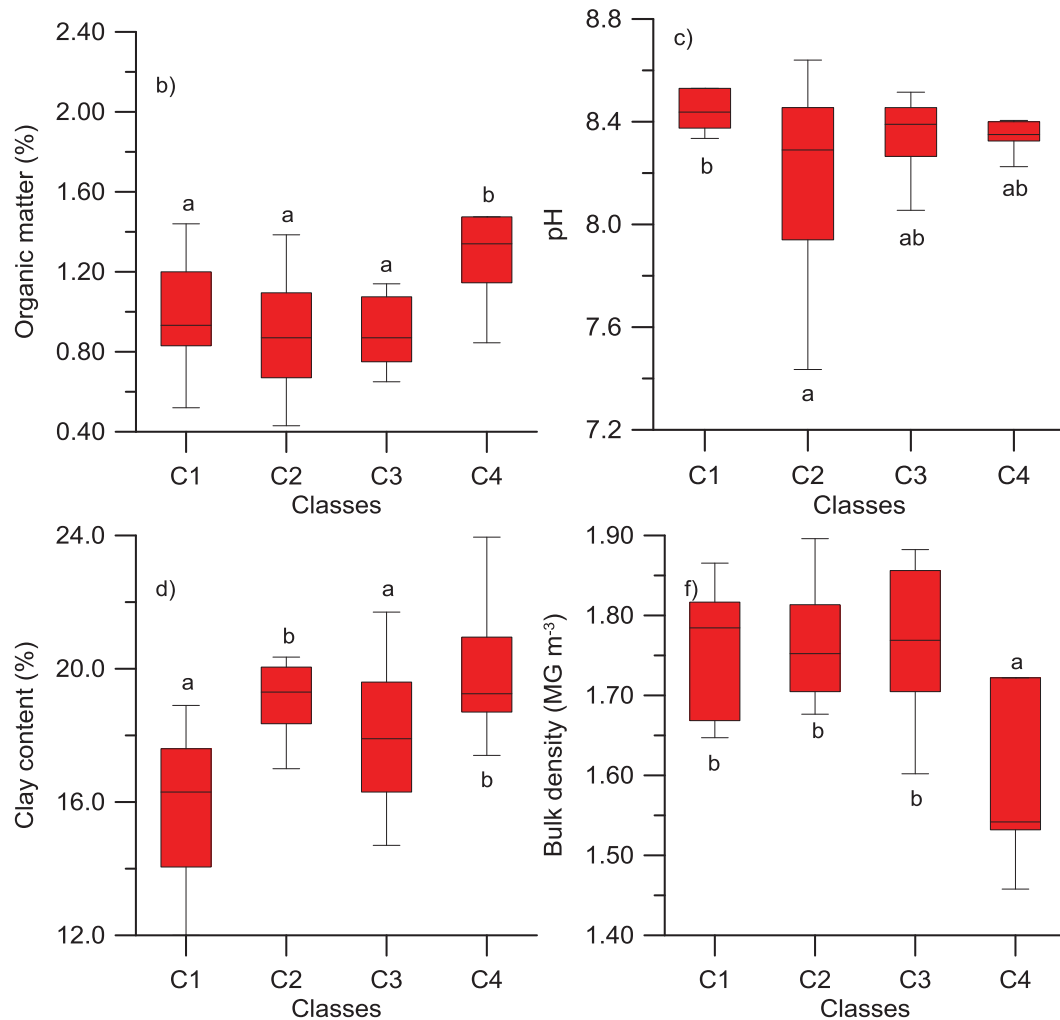 b)
Organic matter (%)
2.40
2.00
1.60
1.20
0.80
0.40
a
a
a
b
C1 C2 C3 C4
Classes
c)
pH
8.8
8.4
8.0
7.6
7.2
b
a
ab
ab
C1 C2 C3 C4
Classes
d)
Clay content (%)
24.0
20.0
16.0
12.0
a
b
a
b
C1 C2 C3 C4
Classes
f)
Bulk density (MG m-3)
1.90
1.80
1.70
1.60
1.50
1.40
b
b
b
a
C1 C2 C3 C4
Classes